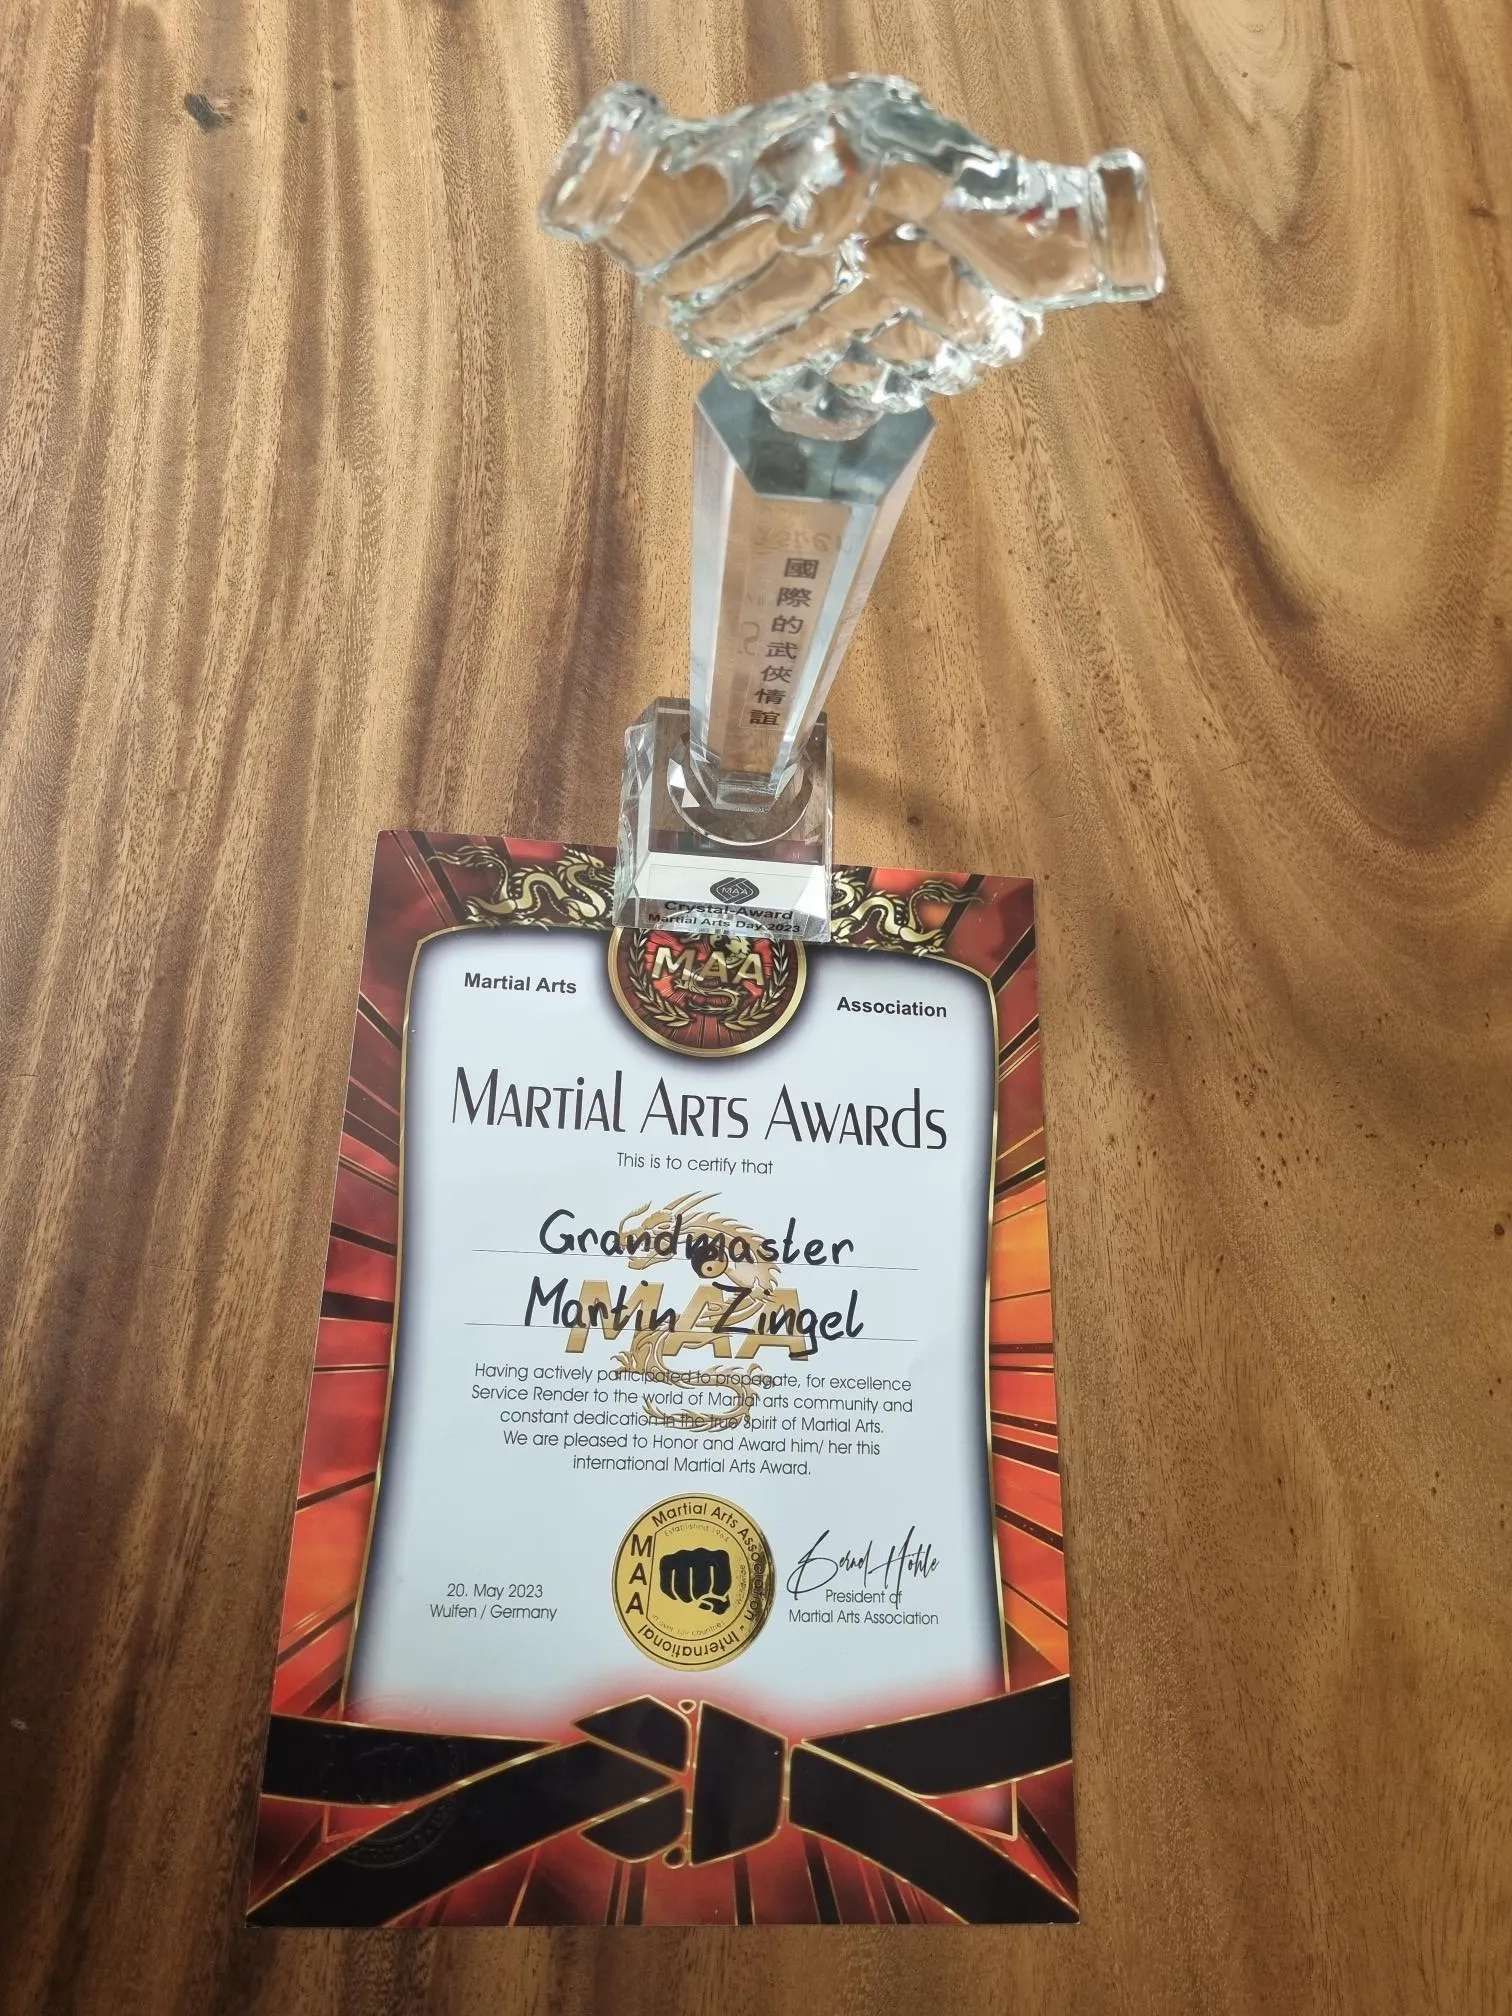 國際的武俠情誼
MAA
Crystal-Award
Martial Arts Day 2023
MAA
Martial Arts
Association
Martial Arts Awards
This is to certify that
Grandmaster
Martin Zingel
MAA
Having actively participated to propagate, for excellence
Service Render to the world of Martial arts community and
constant dedication in the true Spirit of Martial Arts.
We are pleased to Honor and Award him/ her this
international Martial Arts Award.
Martial Arts Association - International
MAA
20. May 2023
Wulfen / Germany
Bernd Höhle
President of
Martial Arts Association